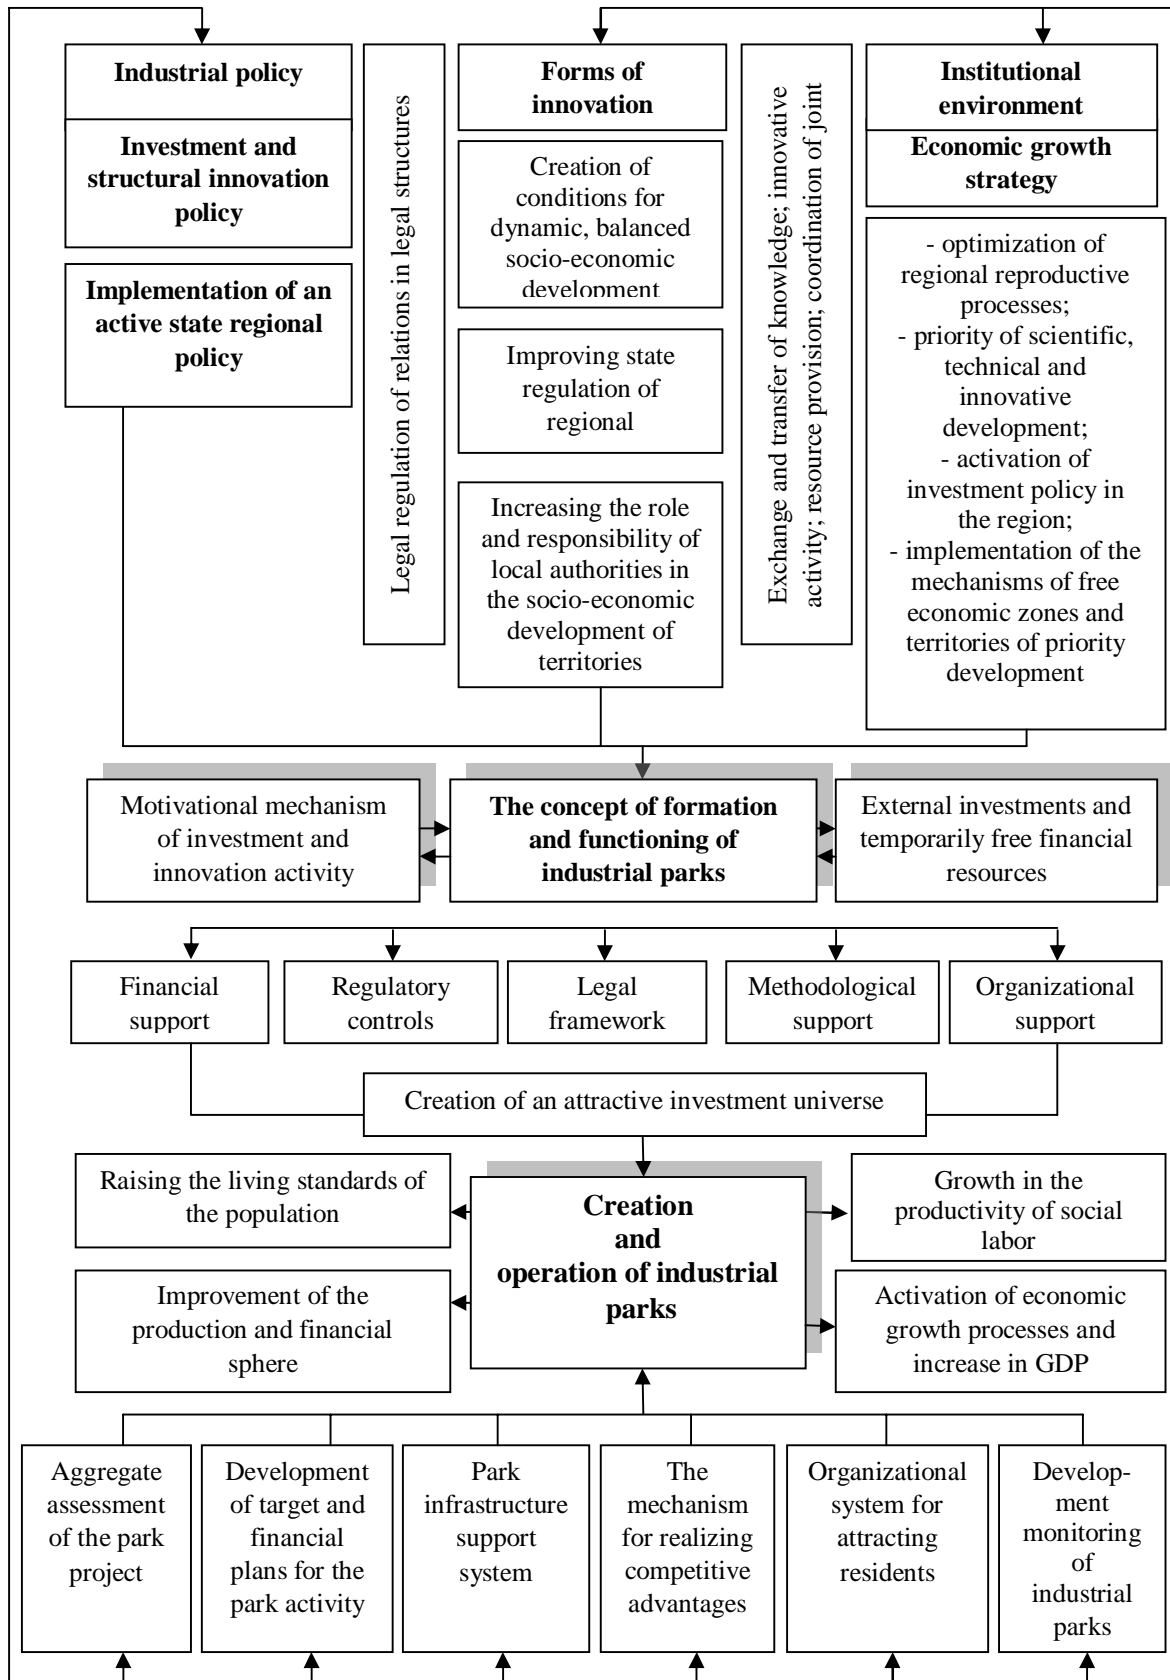 Industrial policy
Investment and
structural innovation
policy
Implementation of an
active state regional
policy
Legal regulation of relations in legal structures
Forms of
innovation
Creation of
conditions for
dynamic, balanced
socio-economic
development
Improving state
regulation of
regional
Increasing the role
and responsibility of
local authorities in
the socio-economic
development of
territories
Exchange and transfer of knowledge; innovative
activity; resource provision; coordination of joint
Institutional
environment
Economic growth
strategy
- optimization of
regional reproductive
processes;
- priority of scientific,
technical and
innovative
development;
- activation of
investment policy in
the region;
- implementation of the
mechanisms of free
economic zones and
territories of priority
development
Motivational mechanism
of investment and
innovation activity
The concept of formation
and functioning of
industrial parks
External investments and
temporarily free financial
resources
Financial
support
Regulatory
controls
Legal
framework
Methodological
support
Organizational
support
Creation of an attractive investment universe
Raising the living standards of
the population
Creation
and
operation of industrial
parks
Growth in the
productivity of social
labor
Improvement of the
production and financial
sphere
Activation of economic
growth processes and
increase in GDP
Aggregate
assessment
of the park
project
Development
of target and
financial
plans for the
park activity
Park
infrastructure
support
system
The
mechanism
for realizing
competitive
advantages
Organizational
system for
attracting
residents
Develop-
ment
monitoring
of
industrial
parks